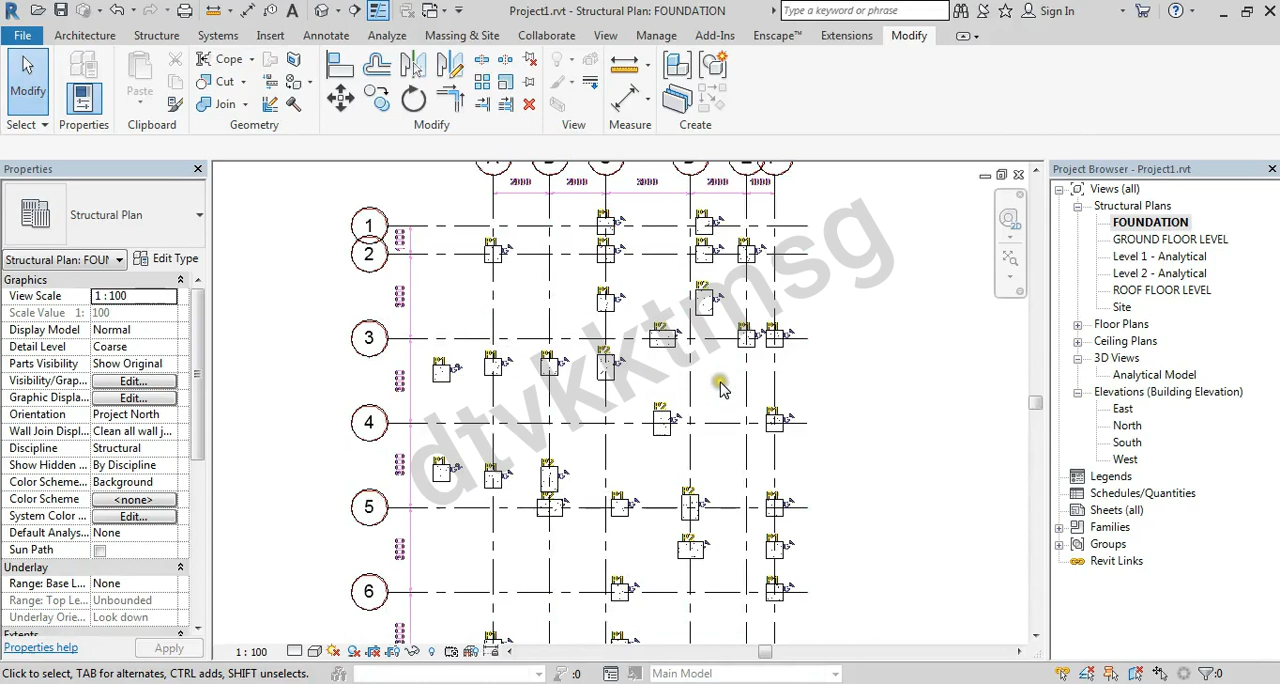 Project1.rvt - Structural Plan: FOUNDATION
Type a keyword or phrase
Sign In
File Architecture Structure Systems Insert Annotate Analyze Massing & Site Collaborate View Manage Add-Ins Enscape™ Extensions Modify
Modify
Paste
Cope
Cut
Join
Select Properties Clipboard Geometry Modify View Measure Create
Properties
Structural Plan
Structural Plan: FOUN
Edit Type
Graphics
View Scale 1 : 100
Scale Value 1: 100
Display Model Normal
Detail Level Coarse
Parts Visibility Show Original
Visibility/Grap... Edit...
Graphic Displa... Edit...
Orientation Project North
Wall Join Display Clean all wall j...
Discipline Structural
Show Hidden By Discipline
Color Scheme... Background
Color Scheme <none>
System Color ... Edit...
Default Analys... None
Sun Path
Underlay
Range: Base L... None
Range: Top Le... Unbounded
Underlay Orie... Look down
Extents
Properties help
Apply
2000 2000 3000 2000 1000
1
2
3
4
5
6
dtvkktmsg
2D
Project Browser - Project1.rvt
Views (all)
Structural Plans
FOUNDATION
GROUND FLOOR LEVEL
Level 1 - Analytical
Level 2 - Analytical
ROOF FLOOR LEVEL
Site
Floor Plans
Ceiling Plans
3D Views
Analytical Model
Elevations (Building Elevation)
East
North
South
West
Legends
Schedules/Quantities
Sheets (all)
Families
Groups
Revit Links
1 : 100
Click to select, TAB for alternates, CTRL adds, SHIFT unselects.
:0
Main Model
:0